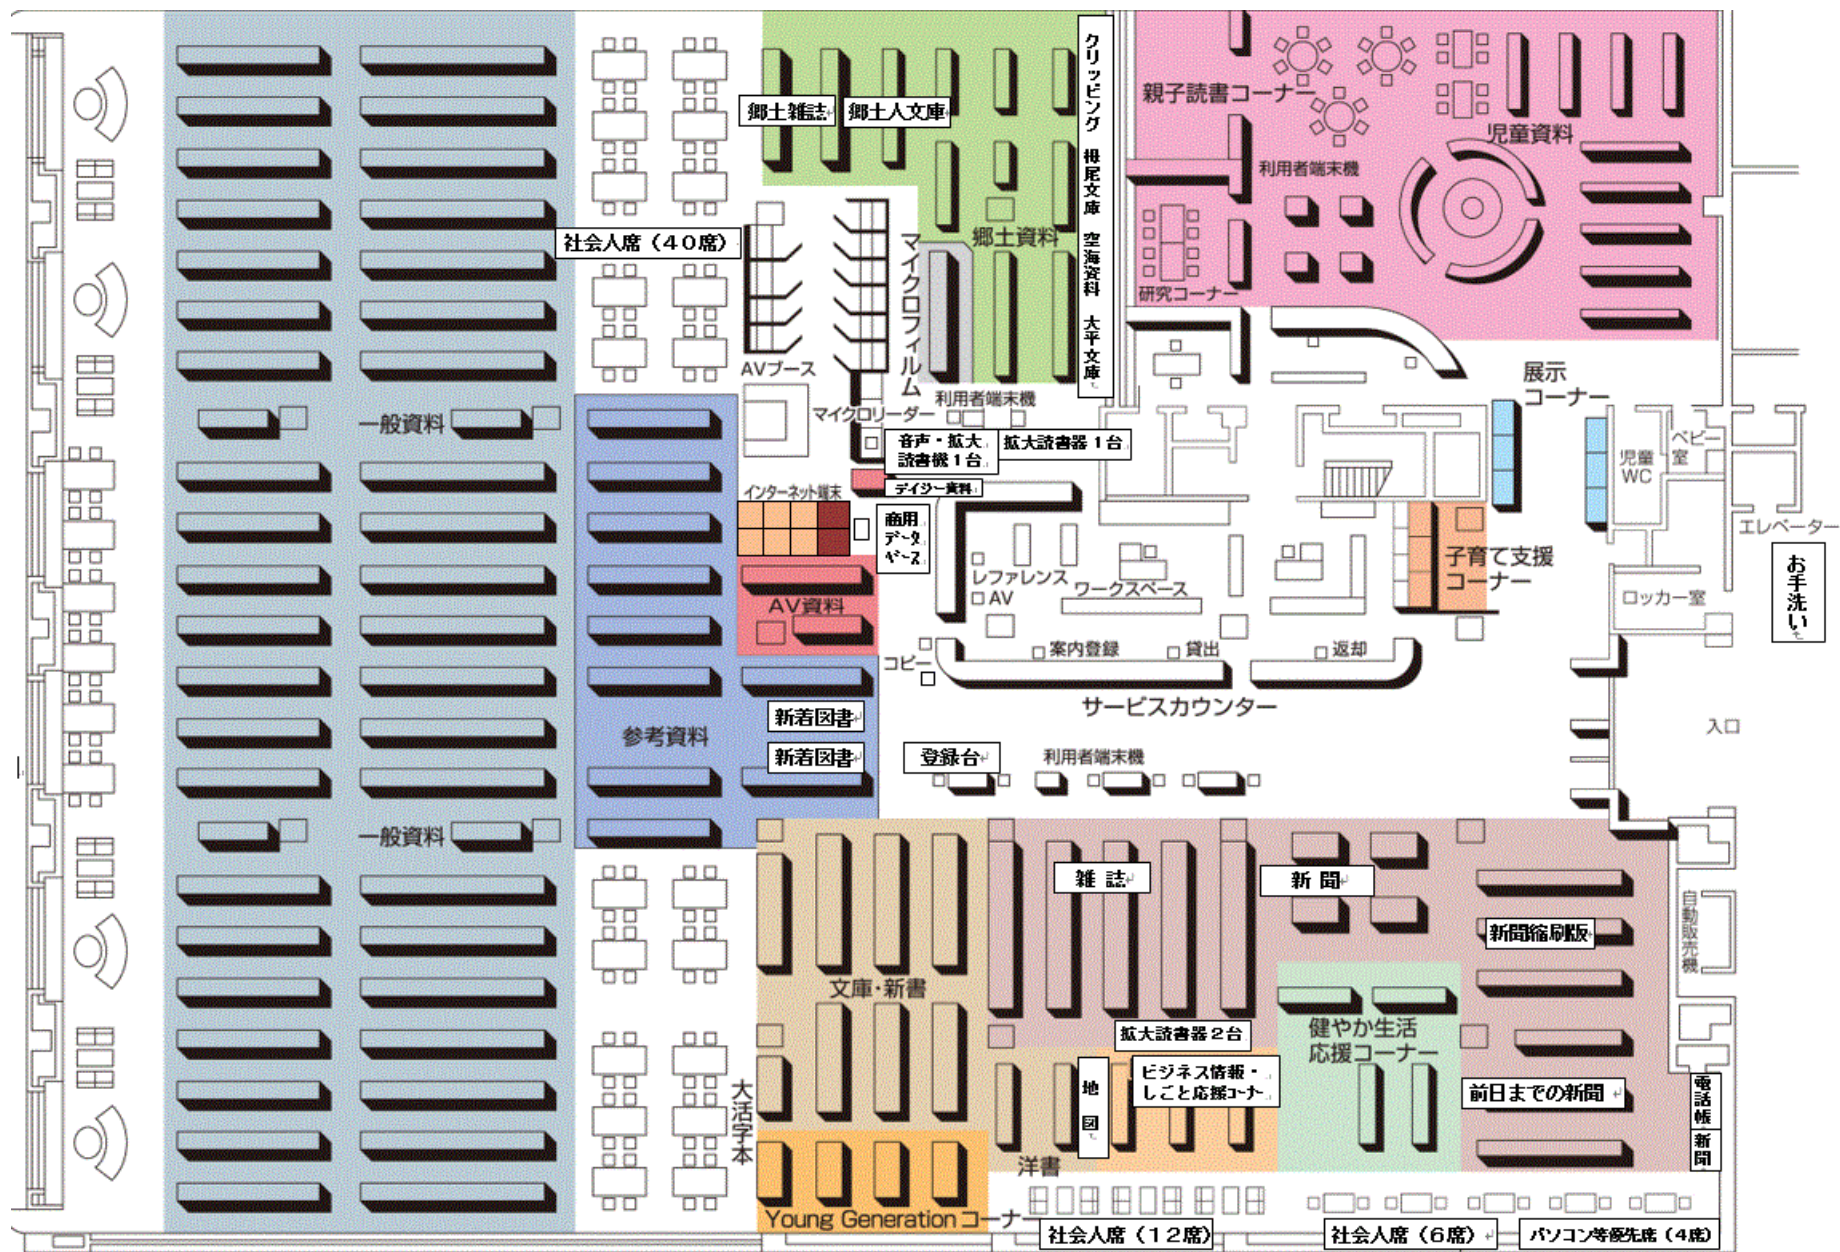 クリッピング 栂尾文庫 空海資料 大平文庫
親子読書コーナー
児童資料
郷土雑誌
郷土人文庫
利用者端末機
社会人席（４０席）
郷土資料
マイクロフィルム
研究コーナー
AVブース
展示
コーナー
マイクロリーダー
利用者端末機
一般資料
音声・拡大
読書機１台
拡大読書器１台
ベビー
室
児童
WC
デイジー資料
インターネット端末
商用
データ
ベース
エレベーター
お手洗い
子育て支援
コーナー
レファレンス
AV
ワークスペース
AV資料
ロッカー室
コピー
案内登録
貸出
返却
サービスカウンター
新着図書
参考資料
新着図書
入口
登録台
利用者端末機
一般資料
雑 誌
新 聞
自動販売機
新聞縮刷版
文庫・新書
拡大読書器２台
健やか生活
応援コーナー
ビジネス情報・
しごと応援コーナー
地 図
大活字本
前日までの新聞
電話帳
新聞
洋書
Young Generation コーナー
社会人席（１２席）
社会人席（６席）
パソコン等優先席（４席）